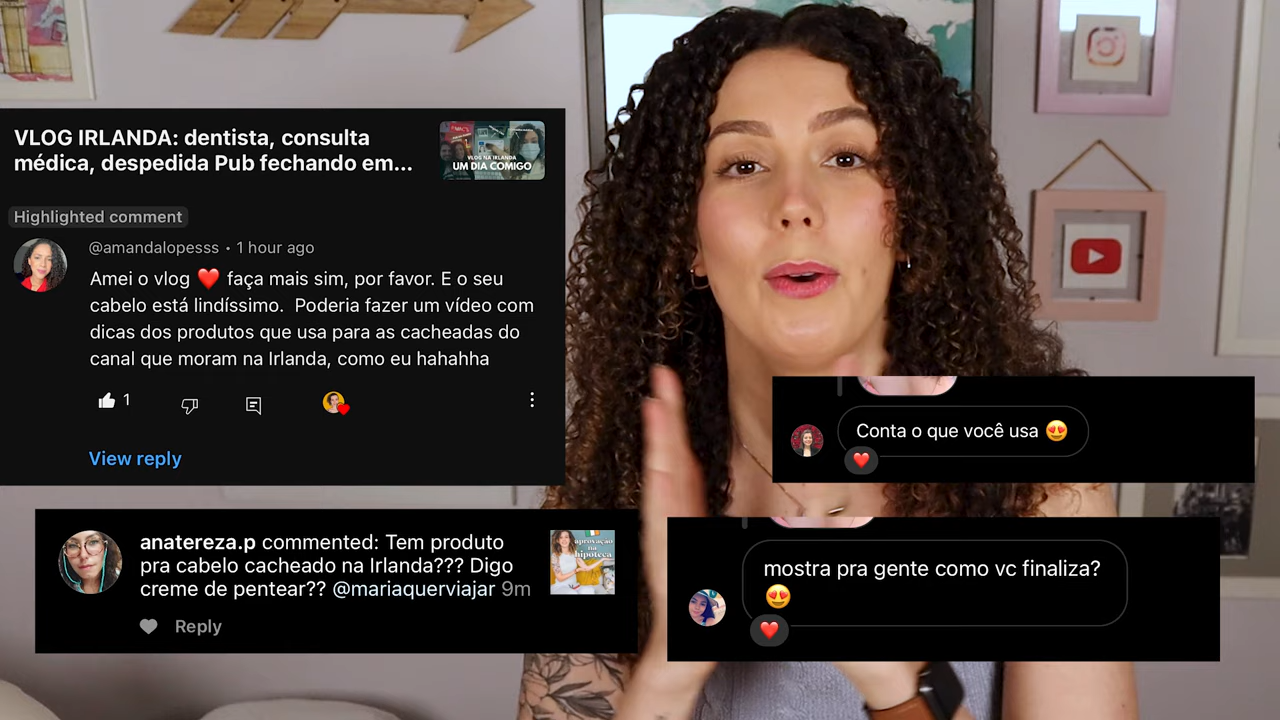 VLOG IRLANDA: dentista, consulta
médica, despedida Pub fechando em...
VLOG NA IRLANDA
UM DIA COMIGO
Highlighted comment
@amandalopesss • 1 hour ago
Amei o vlog ❤️ faça mais sim, por favor. E o seu
cabelo está lindíssimo. Poderia fazer um vídeo com
dicas dos produtos que usa para as cacheadas do
canal que moram na Irlanda, como eu hahahha
1
View reply
Conta o que você usa 😍
anatereza.p commented: Tem produto
pra cabelo cacheado na Irlanda??? Digo
creme de pentear?? @mariaquerviajar 9m
aprovação
na
hipoteca
Reply
mostra pra gente como vc finaliza?
😍